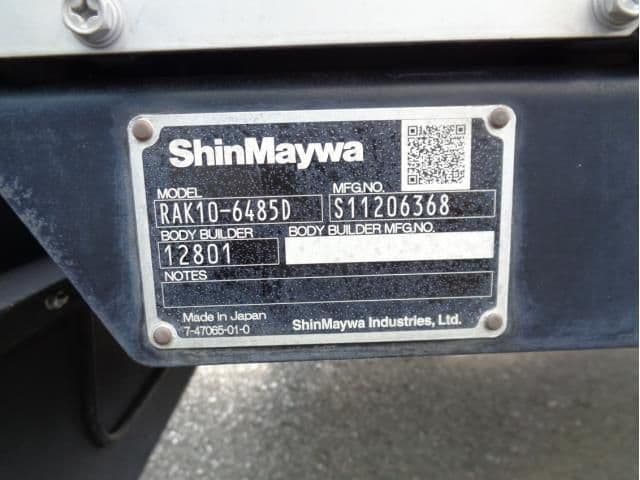 ShinMaywa
MODEL MFG.NO.
RAK10-6485D S11206368
BODY BUILDER BODY BUILDER MFG.NO.
12801
NOTES
Made in Japan
7-47065-01-0 ShinMaywa Industries, Ltd.